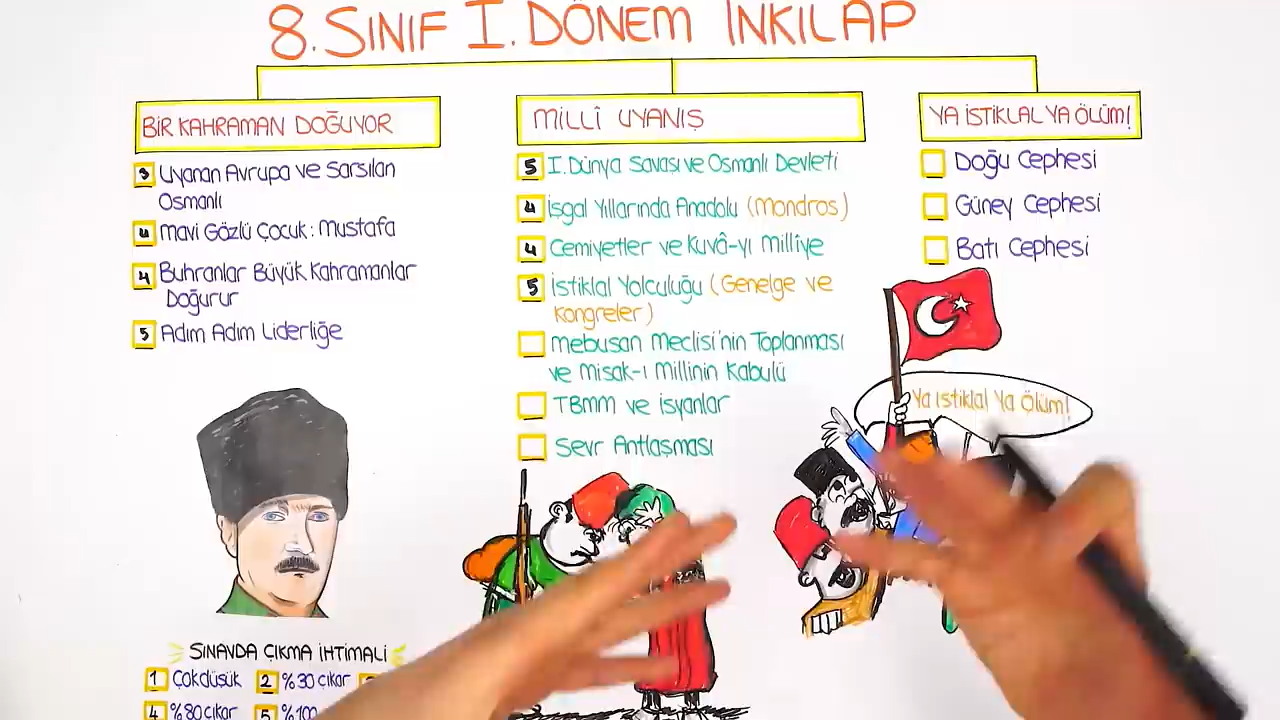 8. SINIF I. DÖNEM İNKILAP
BİR KAHRAMAN DOĞUYOR
3 Uyanan Avrupa ve Sarsılan
Osmanlı
4 Mavi Gözlü Çocuk: Mustafa
4 Buhranlar Büyük Kahramanlar
Doğurur
5 Adım Adım Liderliğe
MİLLÎ UYANIŞ
5 I. Dünya Savaşı ve Osmanlı Devleti
4 İşgal Yıllarında Anadolu (Mondros)
4 Cemiyetler ve Kuvâ-yı Milliye
5 İstiklal Yolculuğu (Genelge ve
Kongreler)
Mebusan Meclisi'nin Toplanması
ve Misak-ı Millinin Kabulü
TBMM ve İsyanlar
Sevr Antlaşması
YA İSTİKLAL YA ÖLÜM!
Doğu Cephesi
Güney Cephesi
Batı Cephesi
Ya istiklal Ya Ölüm!
SINAVDA ÇIKMA İHTİMALİ
1 Çok düşük 2 %30 çıkar
4 %80 çıkar 5 %100